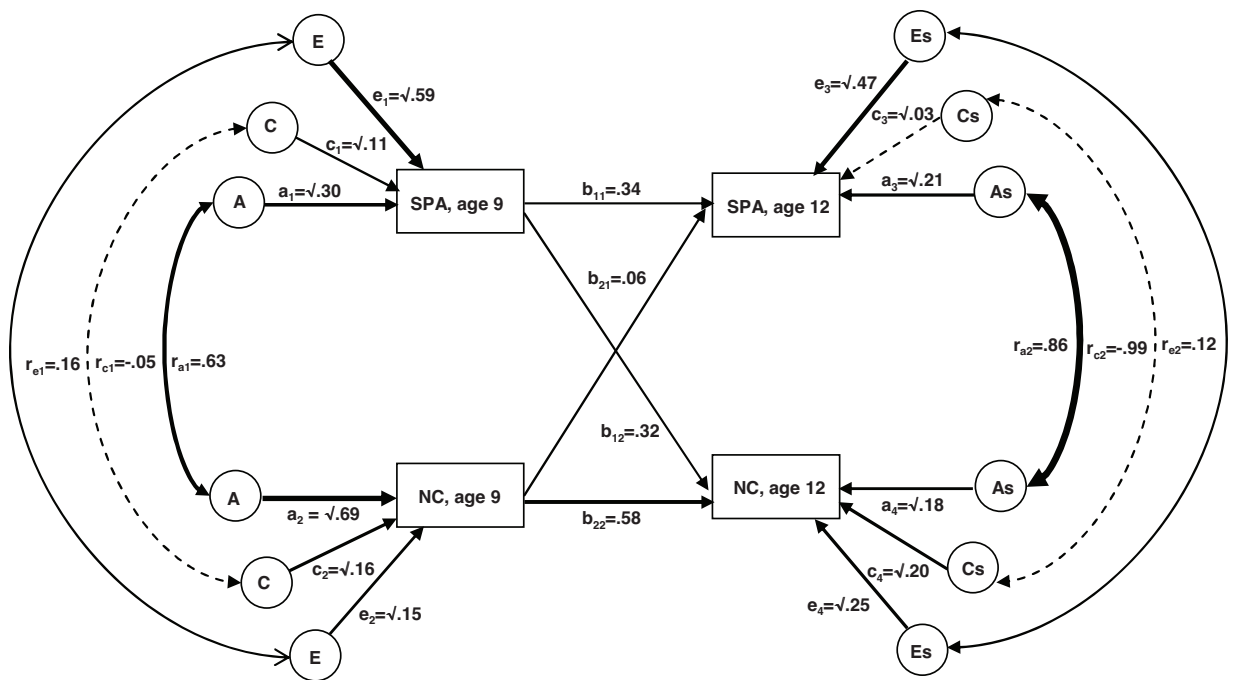 E
Es
e1=√.59
e3=√.47
C
c1=√.11
c3=√.03
Cs
A
a1=√.30
SPA, age 9
b11=.34
SPA, age 12
a3=√.21
As
b21=.06
re1=.16
rc1=-.05
ra1=.63
ra2=.86
rc2=-.99
re2=.12
b12=.32
A
a2 = √.69
NC, age 9
b22=.58
NC, age 12
a4=√.18
As
C
c2=√.16
c4=√.20
Cs
e2=√.15
e4=√.25
E
Es